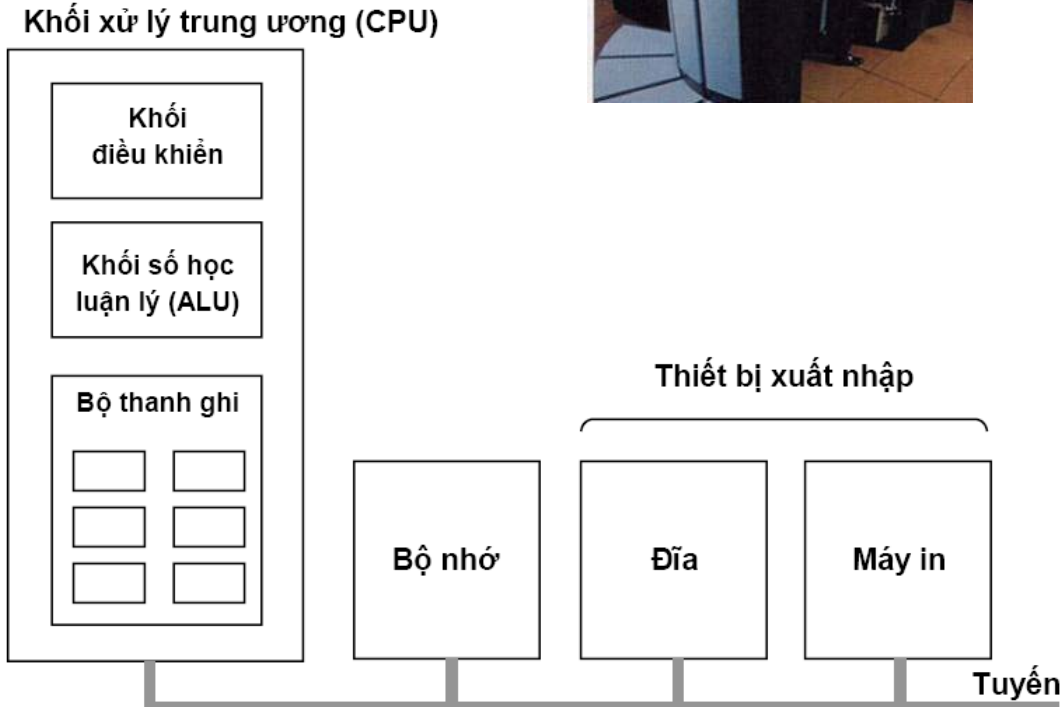 Khối xử lý trung ương (CPU)
Khối
điều khiển
Khối số học
luận lý (ALU)
Bộ thanh ghi
Thiết bị xuất nhập
Bộ nhớ
Đĩa
Máy in
Tuyến